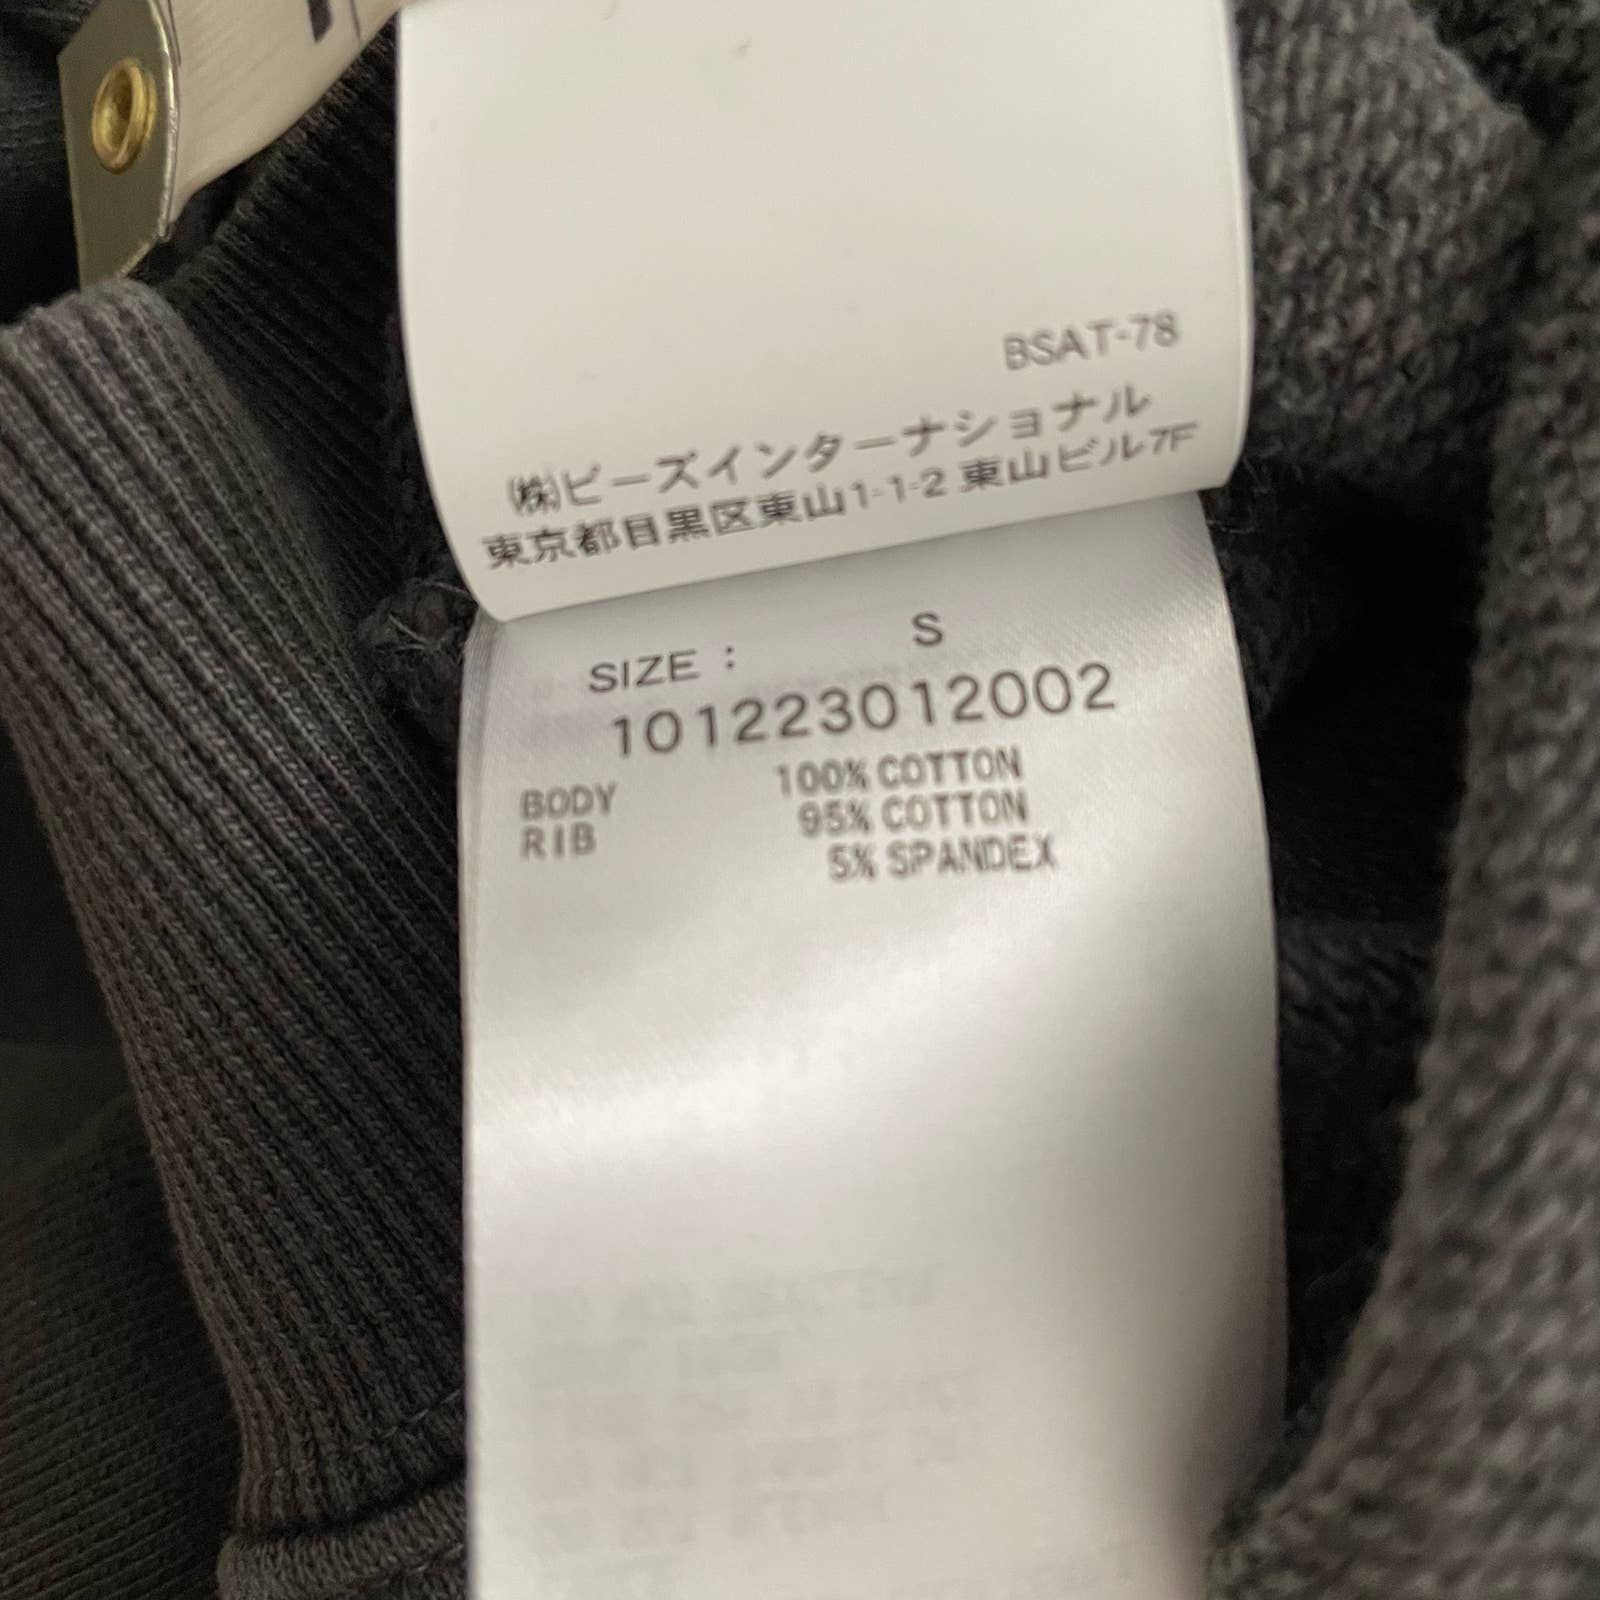 BSAT-78
㈱ビーズインターナショナル
東京都目黒区東山1-1-2 東山ビル7F
SIZE : S
101223012002
BODY 100% COTTON
RIB 95% COTTON
5% SPANDEX